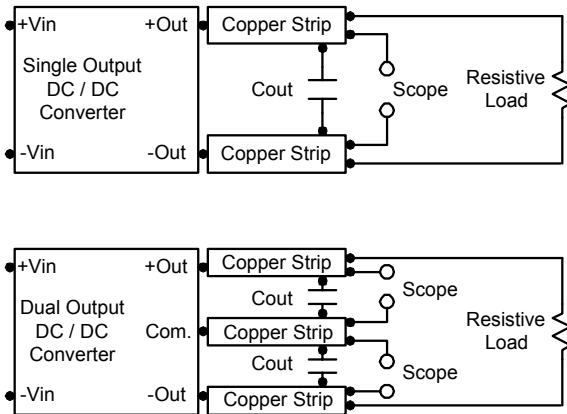 +Vin
+Out
Copper Strip
Single Output
DC / DC
Converter
Cout
Scope
Resistive
Load
-Vin
-Out
Copper Strip
+Vin
+Out
Copper Strip
Cout
Scope
Dual Output
DC / DC
Converter
Com.
Copper Strip
Resistive
Load
Cout
Scope
-Vin
-Out
Copper Strip